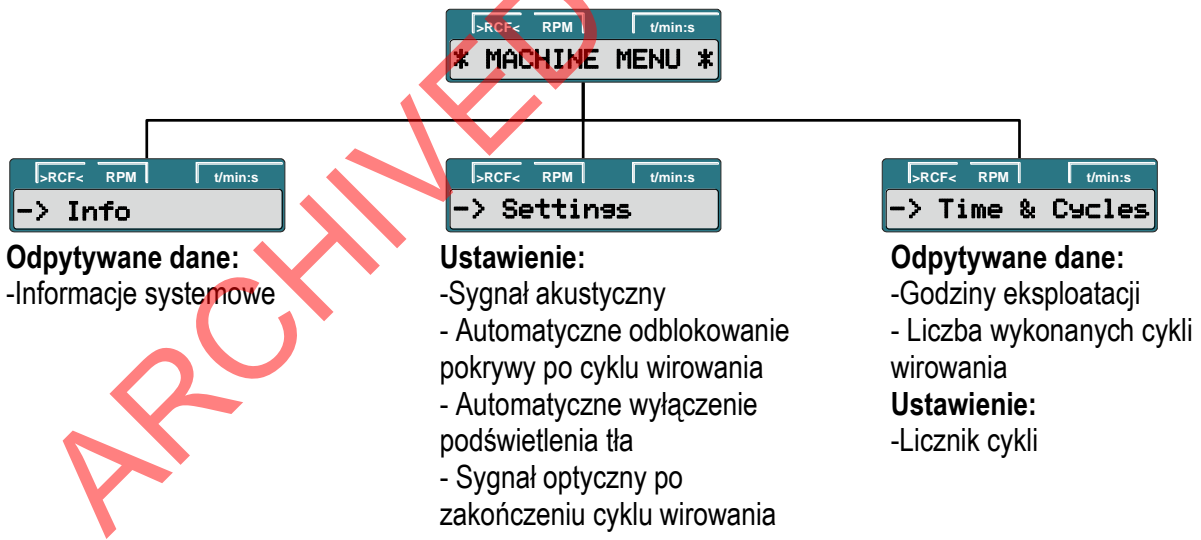 >RCF< RPM t/min:s
* MACHINE MENU *
>RCF< RPM t/min:s
-> Info
Odpytywane dane:
-Informacje systemowe
>RCF< RPM t/min:s
-> Settings
Ustawienie:
-Sygnał akustyczny
- Automatyczne odblokowanie
pokrywy po cyklu wirowania
- Automatyczne wyłączenie
podświetlenia tła
- Sygnał optyczny po
zakończeniu cyklu wirowania
>RCF< RPM t/min:s
-> Time & Cycles
Odpytywane dane:
-Godziny eksploatacji
- Liczba wykonanych cykli
wirowania
Ustawienie:
-Licznik cykli
ARCHIVED